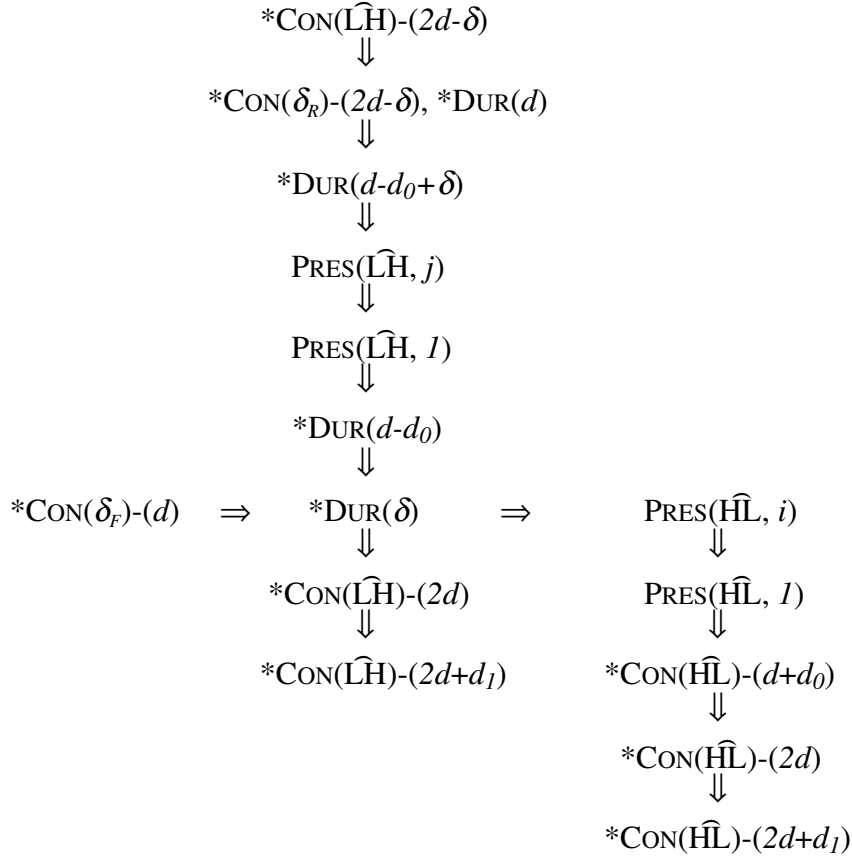 *CON(L͡H)-(2d-δ)
⇓
*CON(δR)-(2d-δ), *DUR(d)
⇓
*DUR(d-d0+δ)
⇓
PRES(L͡H, j)
⇓
PRES(L͡H, 1)
⇓
*DUR(d-d0)
⇓
*CON(δF)-(d) ⇒ *DUR(δ) ⇒ PRES(H͡L, i)
⇓ ⇓
*CON(L͡H)-(2d) PRES(H͡L, 1)
⇓ ⇓
*CON(L͡H)-(2d+d1) *CON(H͡L)-(d+d0)
⇓
*CON(H͡L)-(2d)
⇓
*CON(H͡L)-(2d+d1)